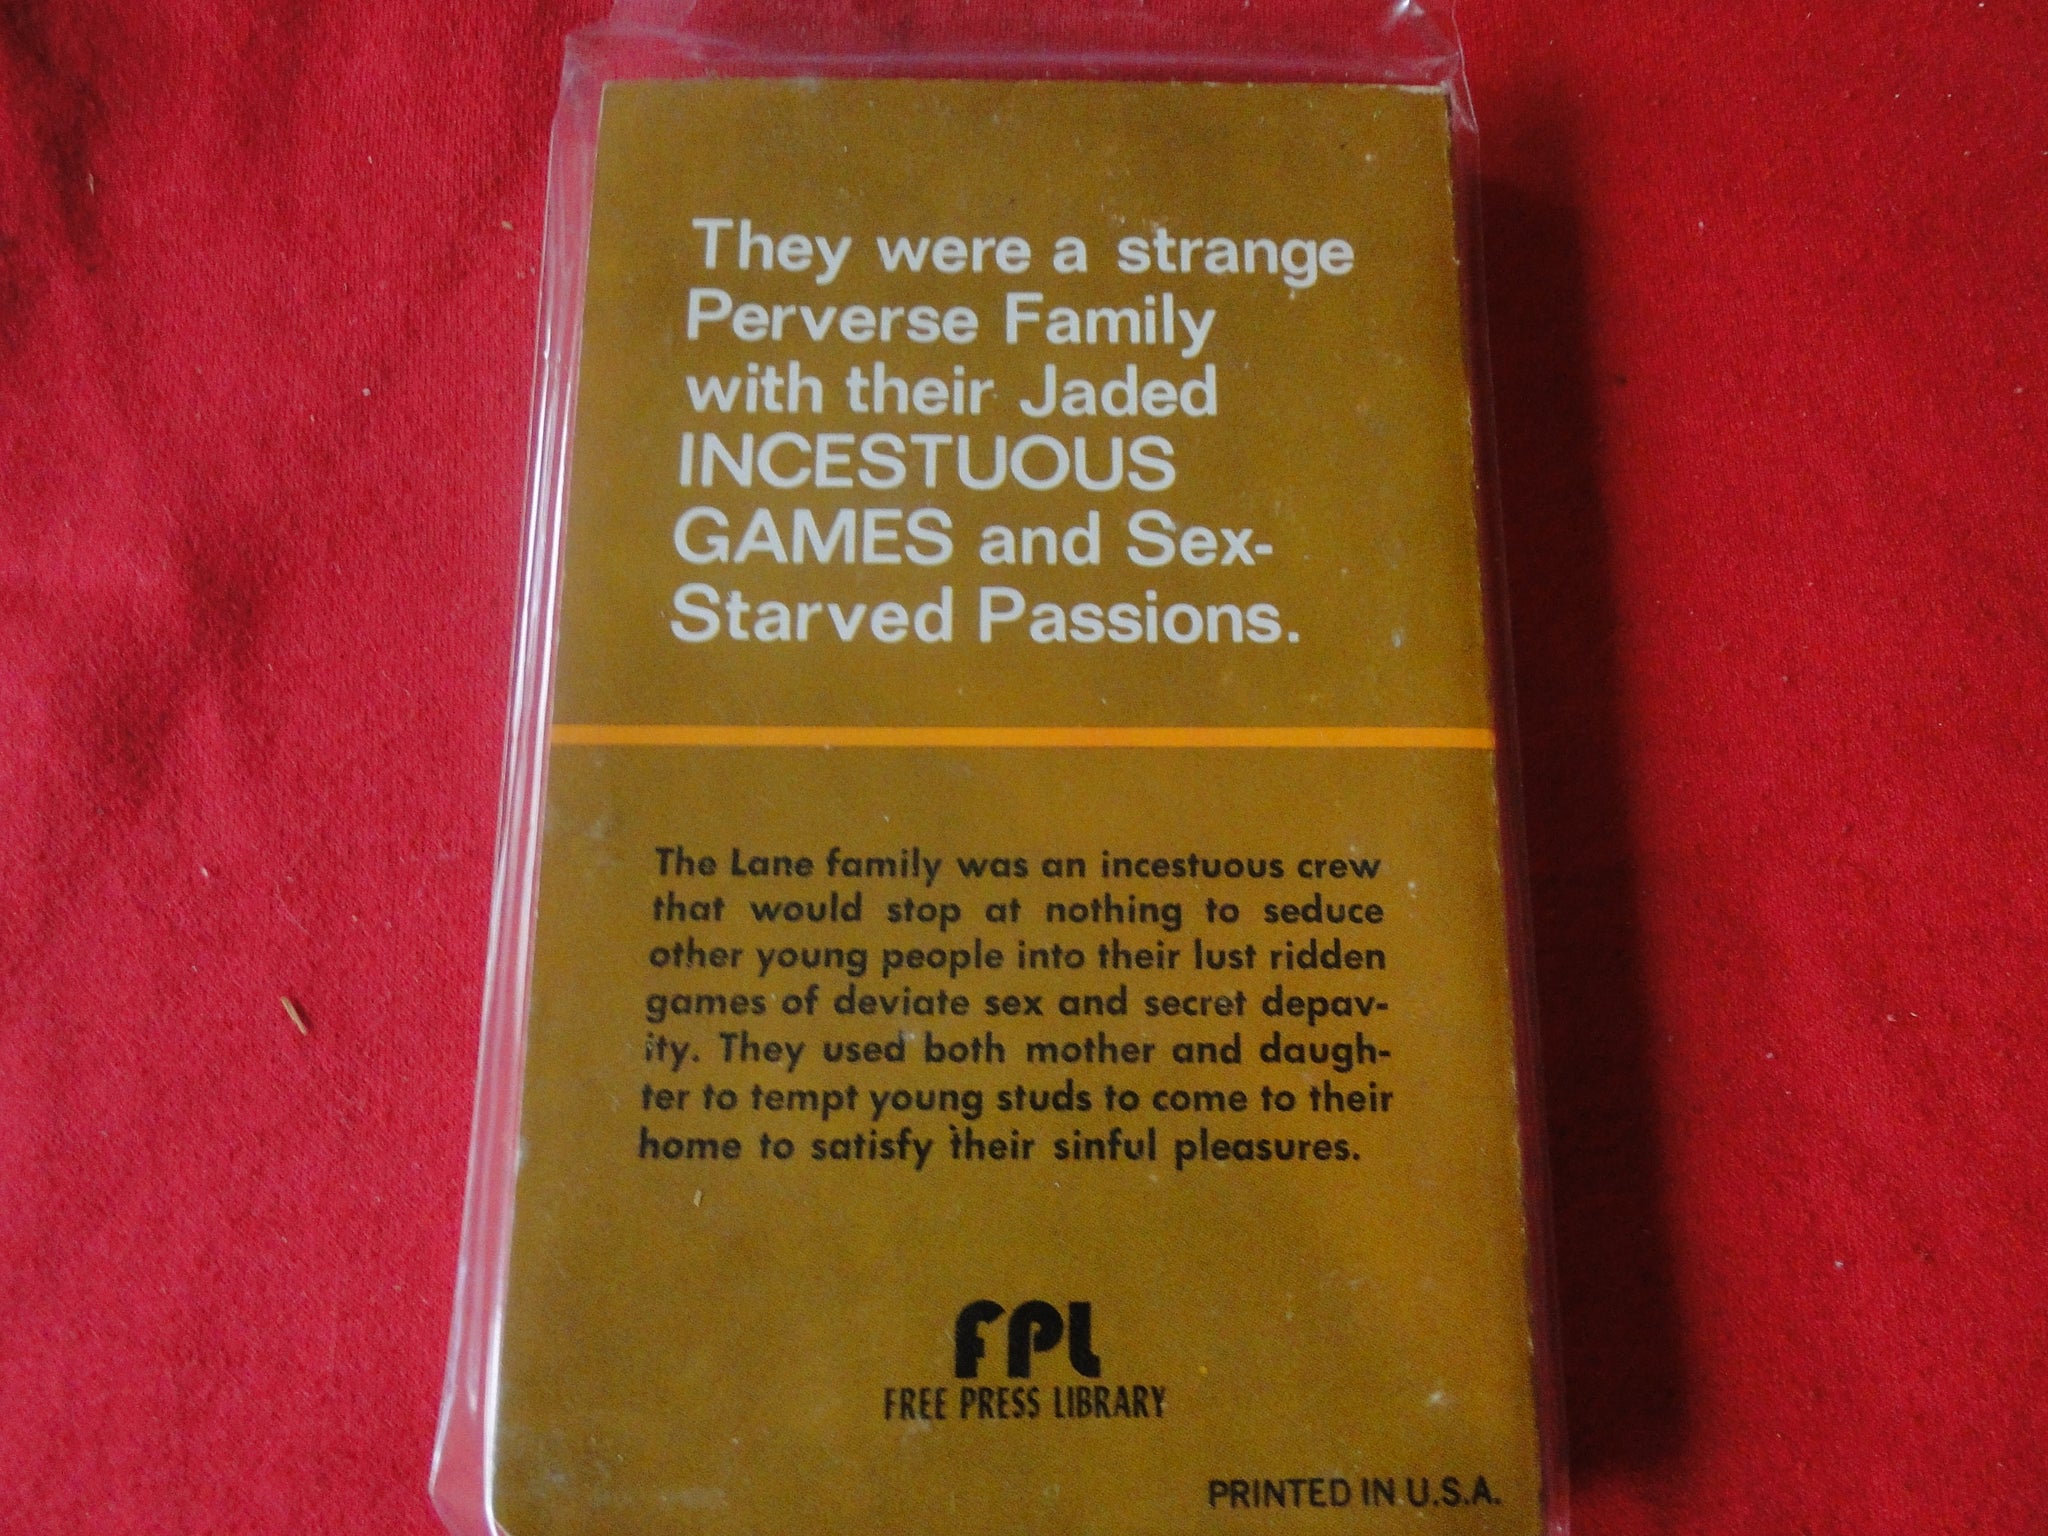 They were a strange
Perverse Family
with their Jaded
INCESTUOUS
GAMES and Sex-
Starved Passions.
The Lane family was an incestuous crew
that would stop at nothing to seduce
other young people into their lust ridden
games of deviate sex and secret depav-
ity. They used both mother and daugh-
ter to tempt young studs to come to their
home to satisfy their sinful pleasures.
FPL
FREE PRESS LIBRARY
PRINTED IN U.S.A.